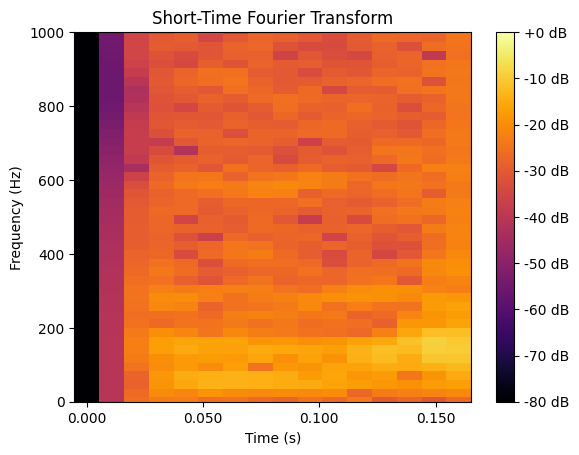 Short-Time Fourier Transform
Frequency (Hz)
1000
800
600
400
200
0
0.000
0.050
0.100
0.150
Time (s)
+0 dB
-10 dB
-20 dB
-30 dB
-40 dB
-50 dB
-60 dB
-70 dB
-80 dB